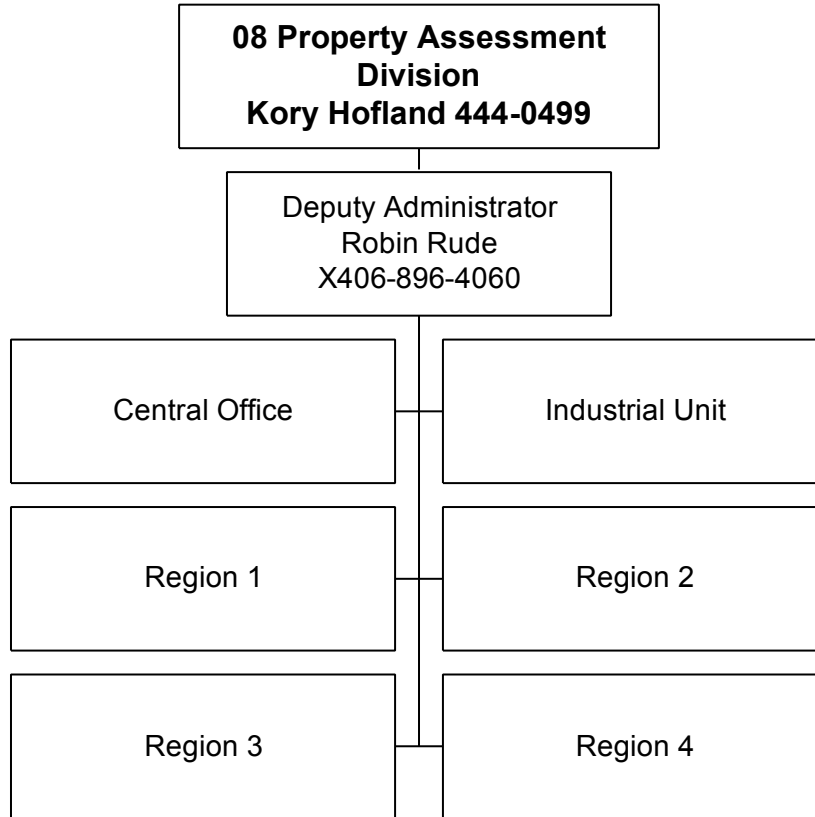 08 Property Assessment
Division
Kory Hofland 444-0499
Deputy Administrator
Robin Rude
X406-896-4060
Central Office
Industrial Unit
Region 1
Region 2
Region 3
Region 4